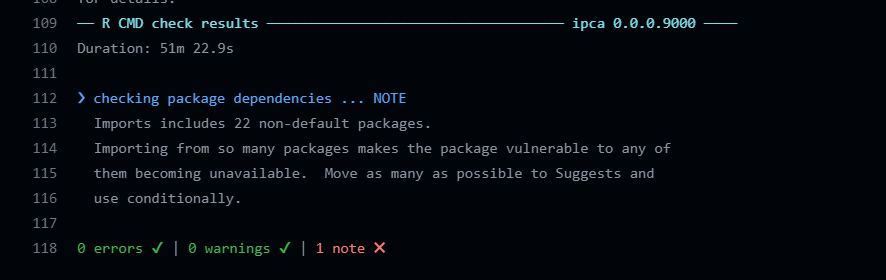 108 for details.
109 ── R CMD check results ──────────────────────────────────── ipca 0.0.0.9000 ────
110 Duration: 51m 22.9s
111
112 ❯ checking package dependencies ... NOTE
113 Imports includes 22 non-default packages.
114 Importing from so many packages makes the package vulnerable to any of
115 them becoming unavailable.  Move as many as possible to Suggests and
116 use conditionally.
117
118 0 errors ✔ | 0 warnings ✔ | 1 note ✖